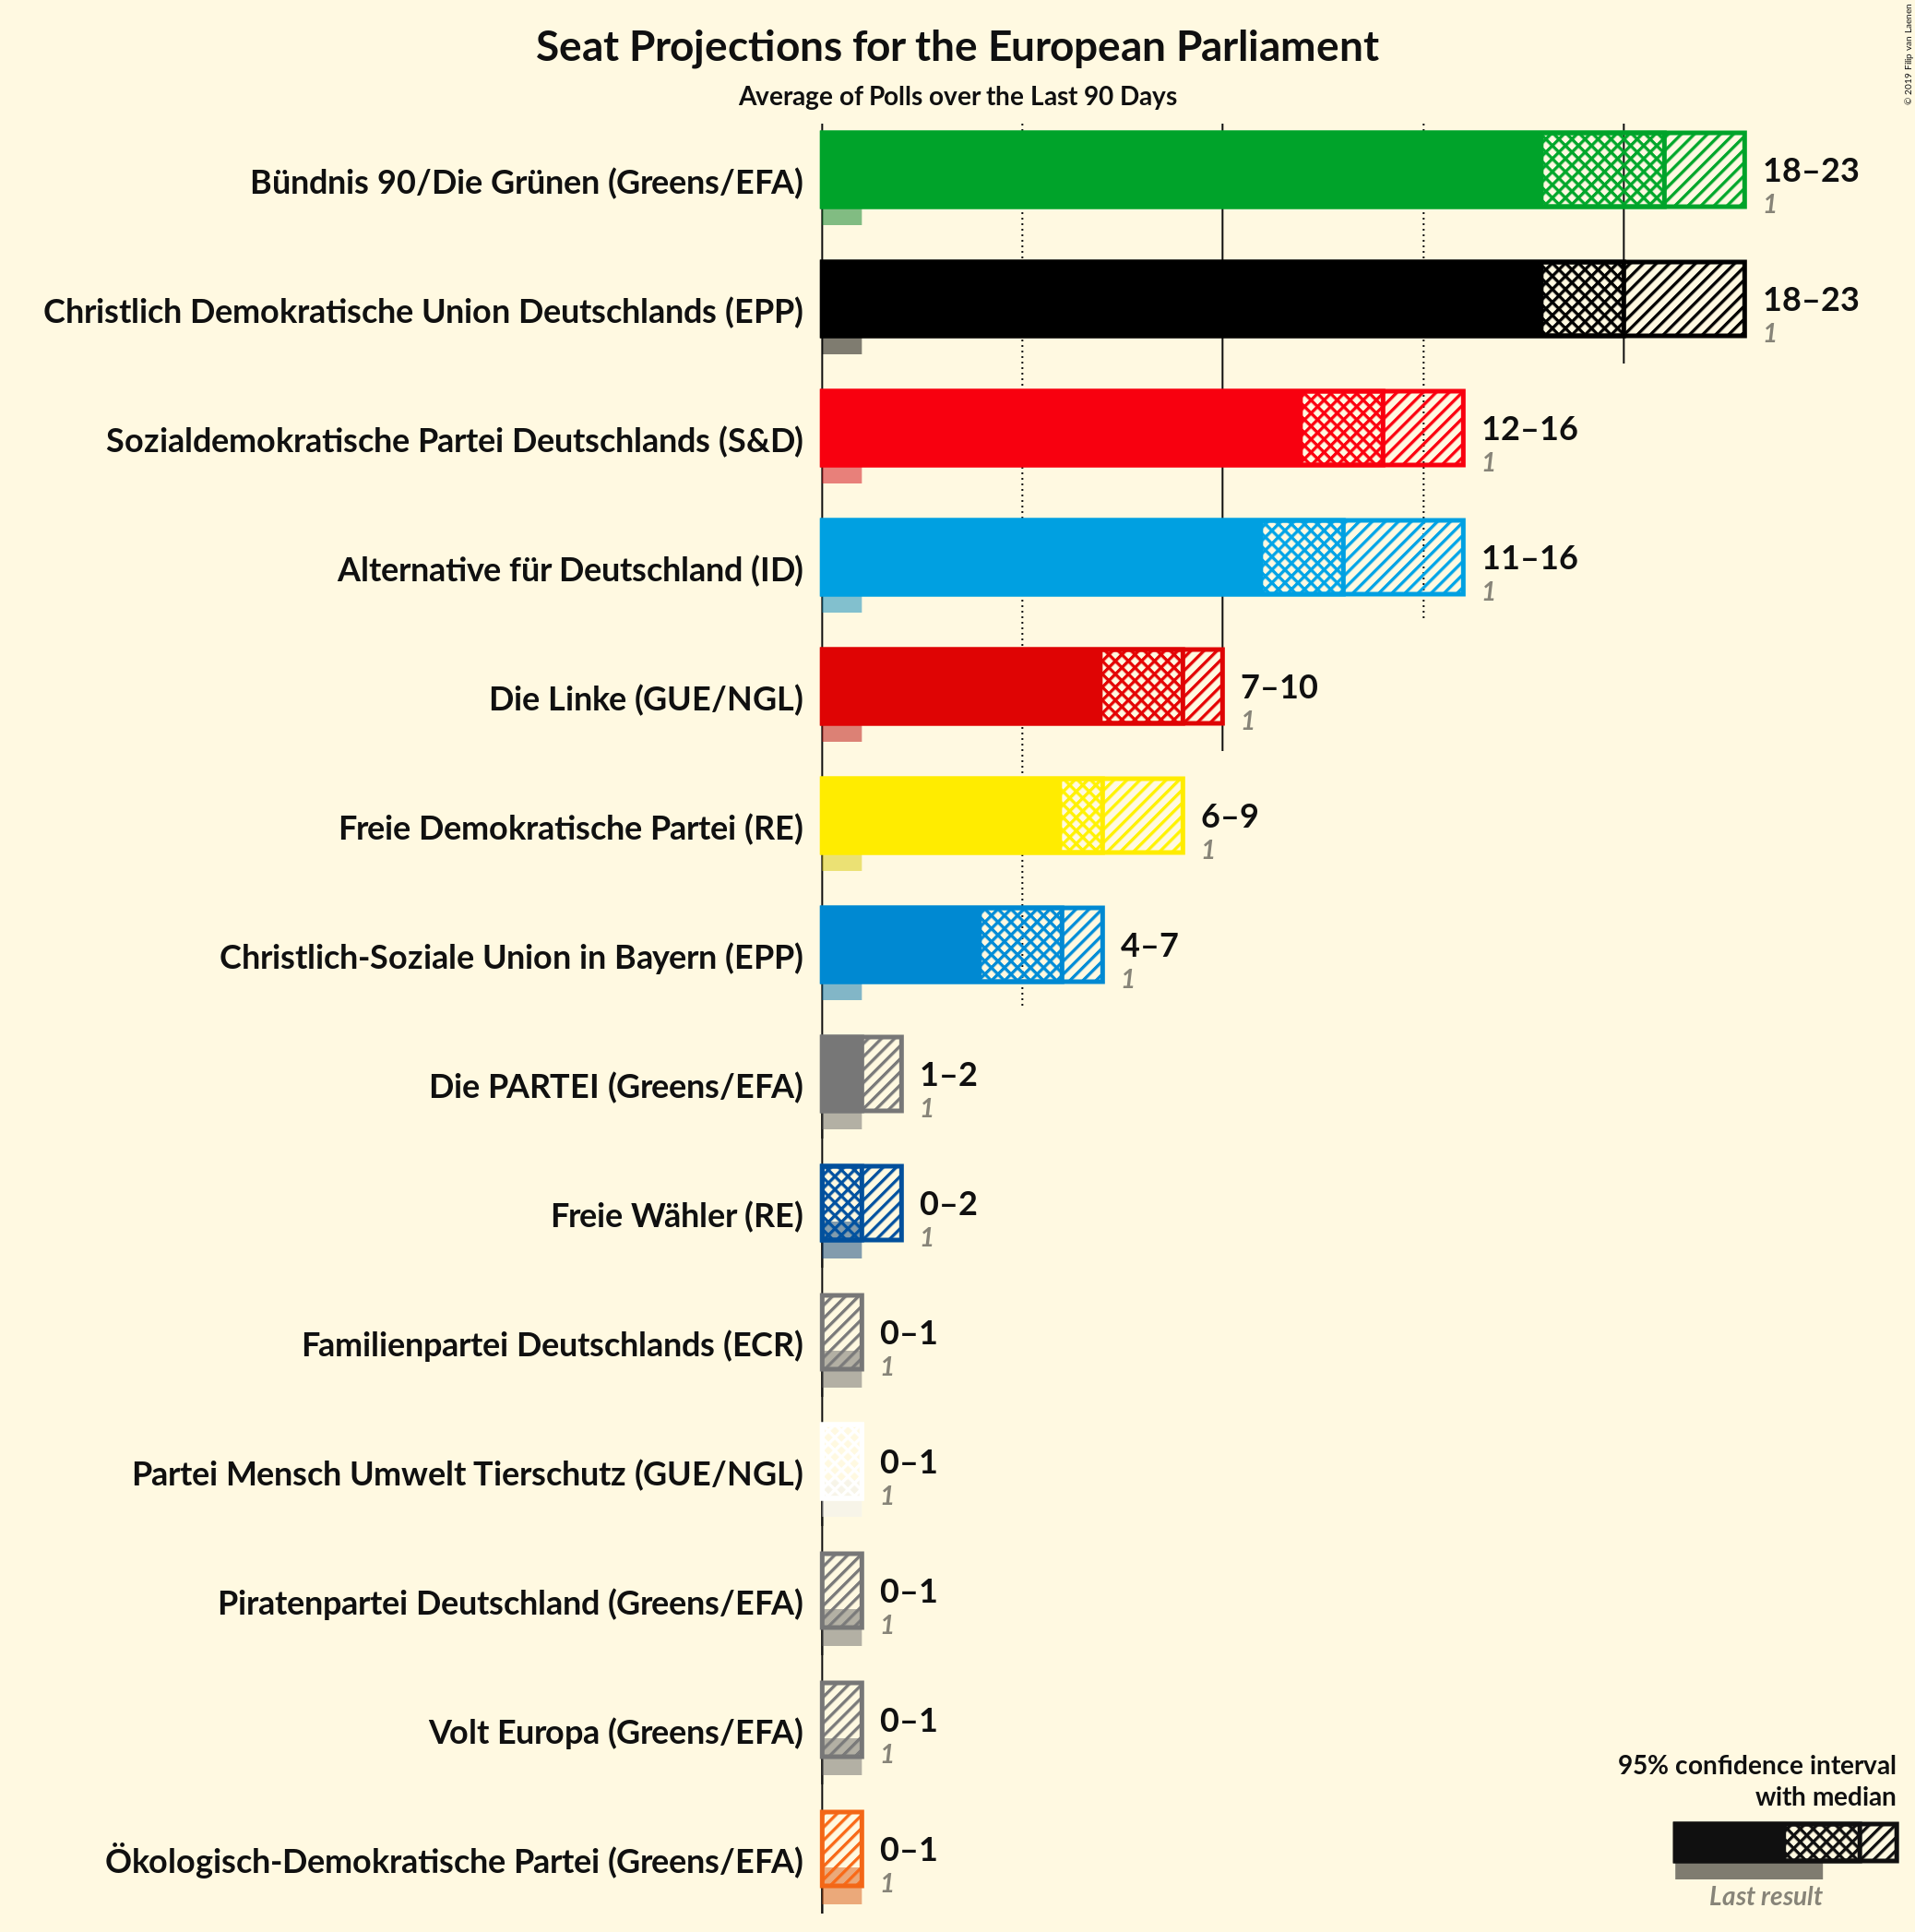 Seat Projections for the European Parliament
Average of Polls over the Last 90 Days
© 2019 Filip van Laenen
Bündnis 90/Die Grünen (Greens/EFA)
18–23
1
Christlich Demokratische Union Deutschlands (EPP)
18–23
1
Sozialdemokratische Partei Deutschlands (S&D)
12–16
1
Alternative für Deutschland (ID)
11–16
1
Die Linke (GUE/NGL)
7–10
1
Freie Demokratische Partei (RE)
6–9
1
Christlich-Soziale Union in Bayern (EPP)
4–7
1
Die PARTEI (Greens/EFA)
1–2
1
Freie Wähler (RE)
0–2
1
Familienpartei Deutschlands (ECR)
0–1
1
Partei Mensch Umwelt Tierschutz (GUE/NGL)
0–1
1
Piratenpartei Deutschland (Greens/EFA)
0–1
1
Volt Europa (Greens/EFA)
0–1
1
Ökologisch-Demokratische Partei (Greens/EFA)
0–1
1
95% confidence interval
with median
Last result